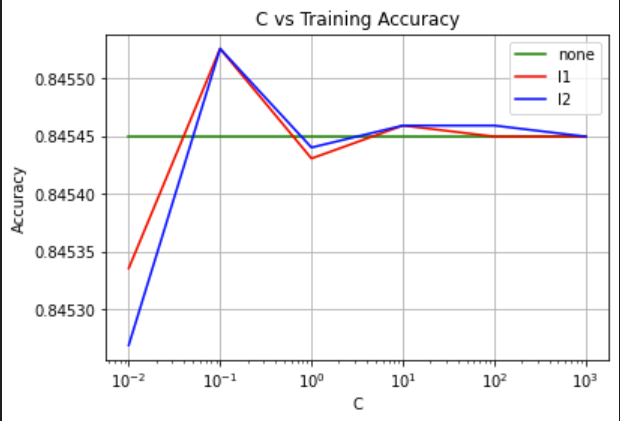 C vs Training Accuracy
none
l1
l2
0.84550
0.84545
0.84540
0.84535
0.84530
Accuracy
10⁻² 10⁻¹ 10⁰ 10¹ 10² 10³
C